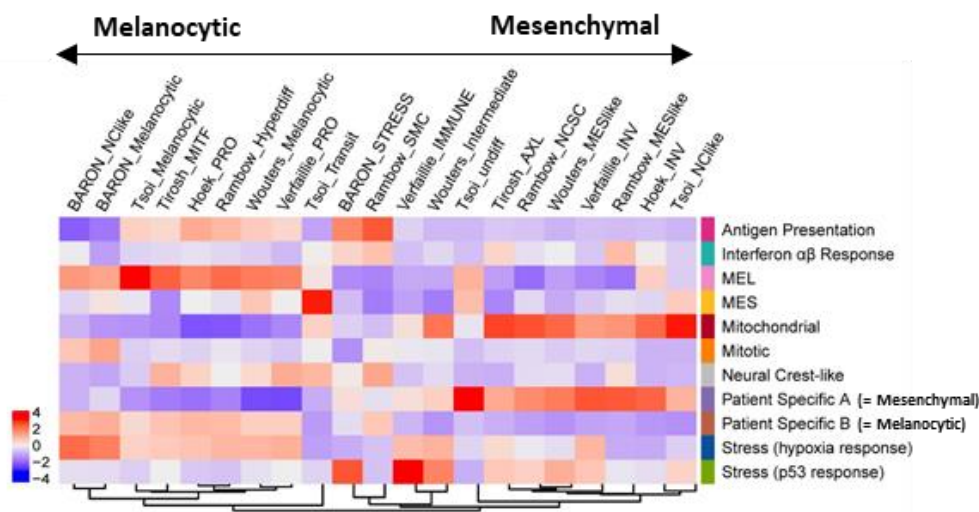 Melanocytic
Mesenchymal
BARON_NClike
BARON_Melanocytic
Tsoi_Melanocytic
Tirosh_MITF
Hoek_PRO
Rambow_Hyperdiff
Wouters_Melanocytic
Verfaillie_PRO
Tsoi_Transit
BARON_STRESS
Rambow_SMC
Verfaillie_IMMUNE
Wouters_Intermediate
Tsoi_undiff
Tirosh_AXL
Rambow_NCSC
Wouters_MESlike
Verfaillie_INV
Rambow_MESlike
Hoek_INV
Tsoi_NClike
Antigen Presentation
Interferon αβ Response
MEL
MES
Mitochondrial
Mitotic
Neural Crest-like
Patient Specific A (= Mesenchymal)
Patient Specific B (= Melanocytic)
Stress (hypoxia response)
Stress (p53 response)
4
2
0
−2
−4